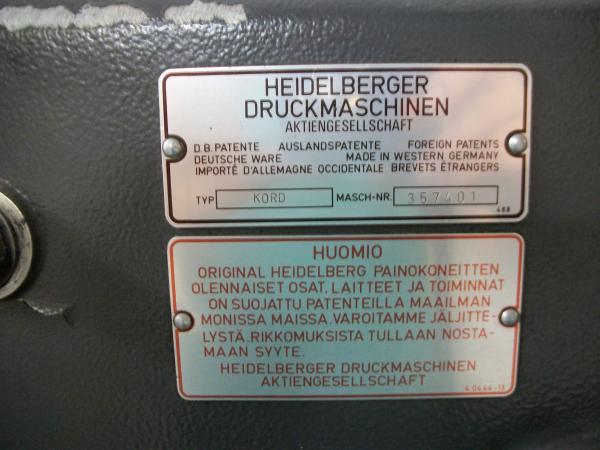 HEIDELBERGER
DRUCKMASCHINEN
AKTIENGESELLSCHAFT
D.B. PATENTE AUSLANDSPATENTE FOREIGN PATENTS
DEUTSCHE WARE MADE IN WESTERN GERMANY
IMPORTÉ D'ALLEMAGNE OCCIDENTALE BREVETS ÉTRANGERS
TYP KORD MASCH-NR. 357401
488
HUOMIO
ORIGINAL HEIDELBERG PAINOKONEITTEN
OLENNAISET OSAT, LAITTEET JA TOIMINNAT
ON SUOJATTU PATENTEILLA MAAILMAN
MONISSA MAISSA. VAROITAMME JÄLJITTE-
LYSTÄ. RIKKOMUKSISTA TULLAAN NOSTA-
MAAN SYYTE.
HEIDELBERGER DRUCKMASCHINEN
AKTIENGESELLSCHAFT